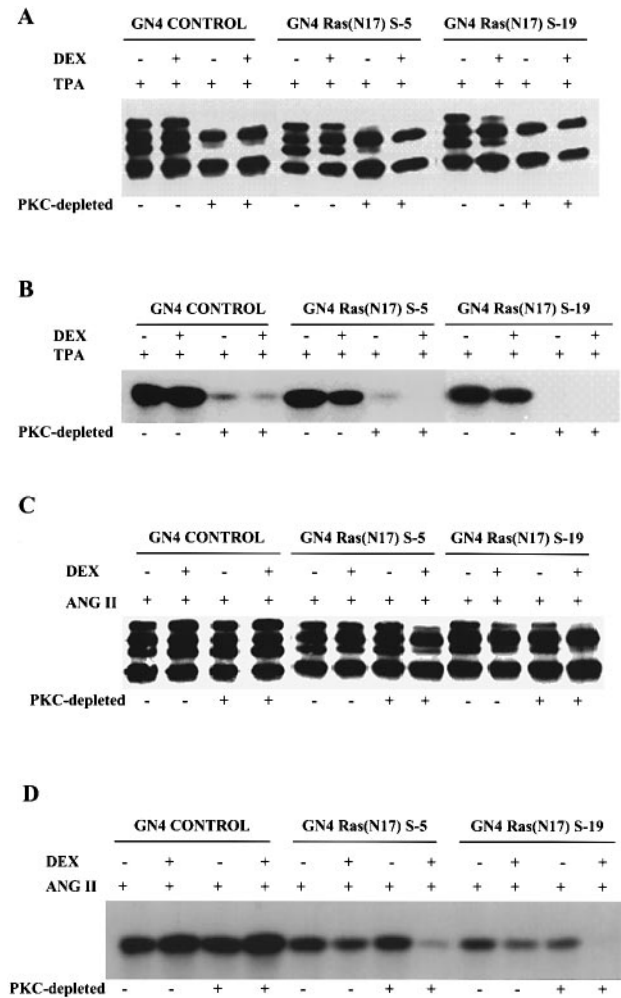 A
GN4 CONTROL GN4 Ras(N17) S-5 GN4 Ras(N17) S-19
DEX - + - + - + - + - + - +
TPA + + + + + + + + + + + +
PKC-depleted - - + + - - + + - - + +
B
GN4 CONTROL GN4 Ras(N17) S-5 GN4 Ras(N17) S-19
DEX - + - + - + - + - + - +
TPA + + + + + + + + + + + +
PKC-depleted - - + + - - + + - - + +
C
GN4 CONTROL GN4 Ras(N17) S-5 GN4 Ras(N17) S-19
DEX - + - + - + - + - + - +
ANG II + + + + + + + + + + + +
PKC-depleted - - + + - - + + - - + +
D
GN4 CONTROL GN4 Ras(N17) S-5 GN4 Ras(N17) S-19
DEX - + - + - + - + - + - +
ANG II + + + + + + + + + + + +
PKC-depleted - - + + - - + + - - + +